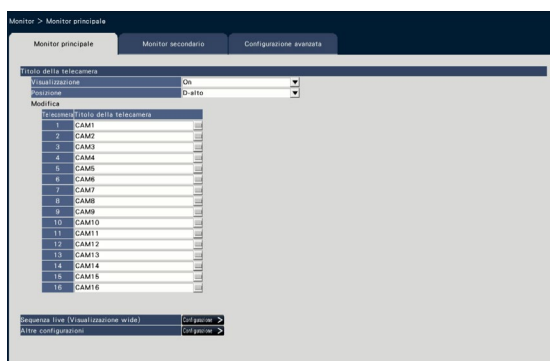 Monitor > Monitor principale
Monitor principale Monitor secondario Configurazione avanzata
Titolo della telecamera
Visualizzazione On
Posizione D-alto
Modifica
Telecamera Titolo della telecamera
1 CAM1
2 CAM2
3 CAM3
4 CAM4
5 CAM5
6 CAM6
7 CAM7
8 CAM8
9 CAM9
10 CAM10
11 CAM11
12 CAM12
13 CAM13
14 CAM14
15 CAM15
16 CAM16
Sequenza live (Visualizzazione wide) Configurazione >
Altre configurazioni Configurazione >